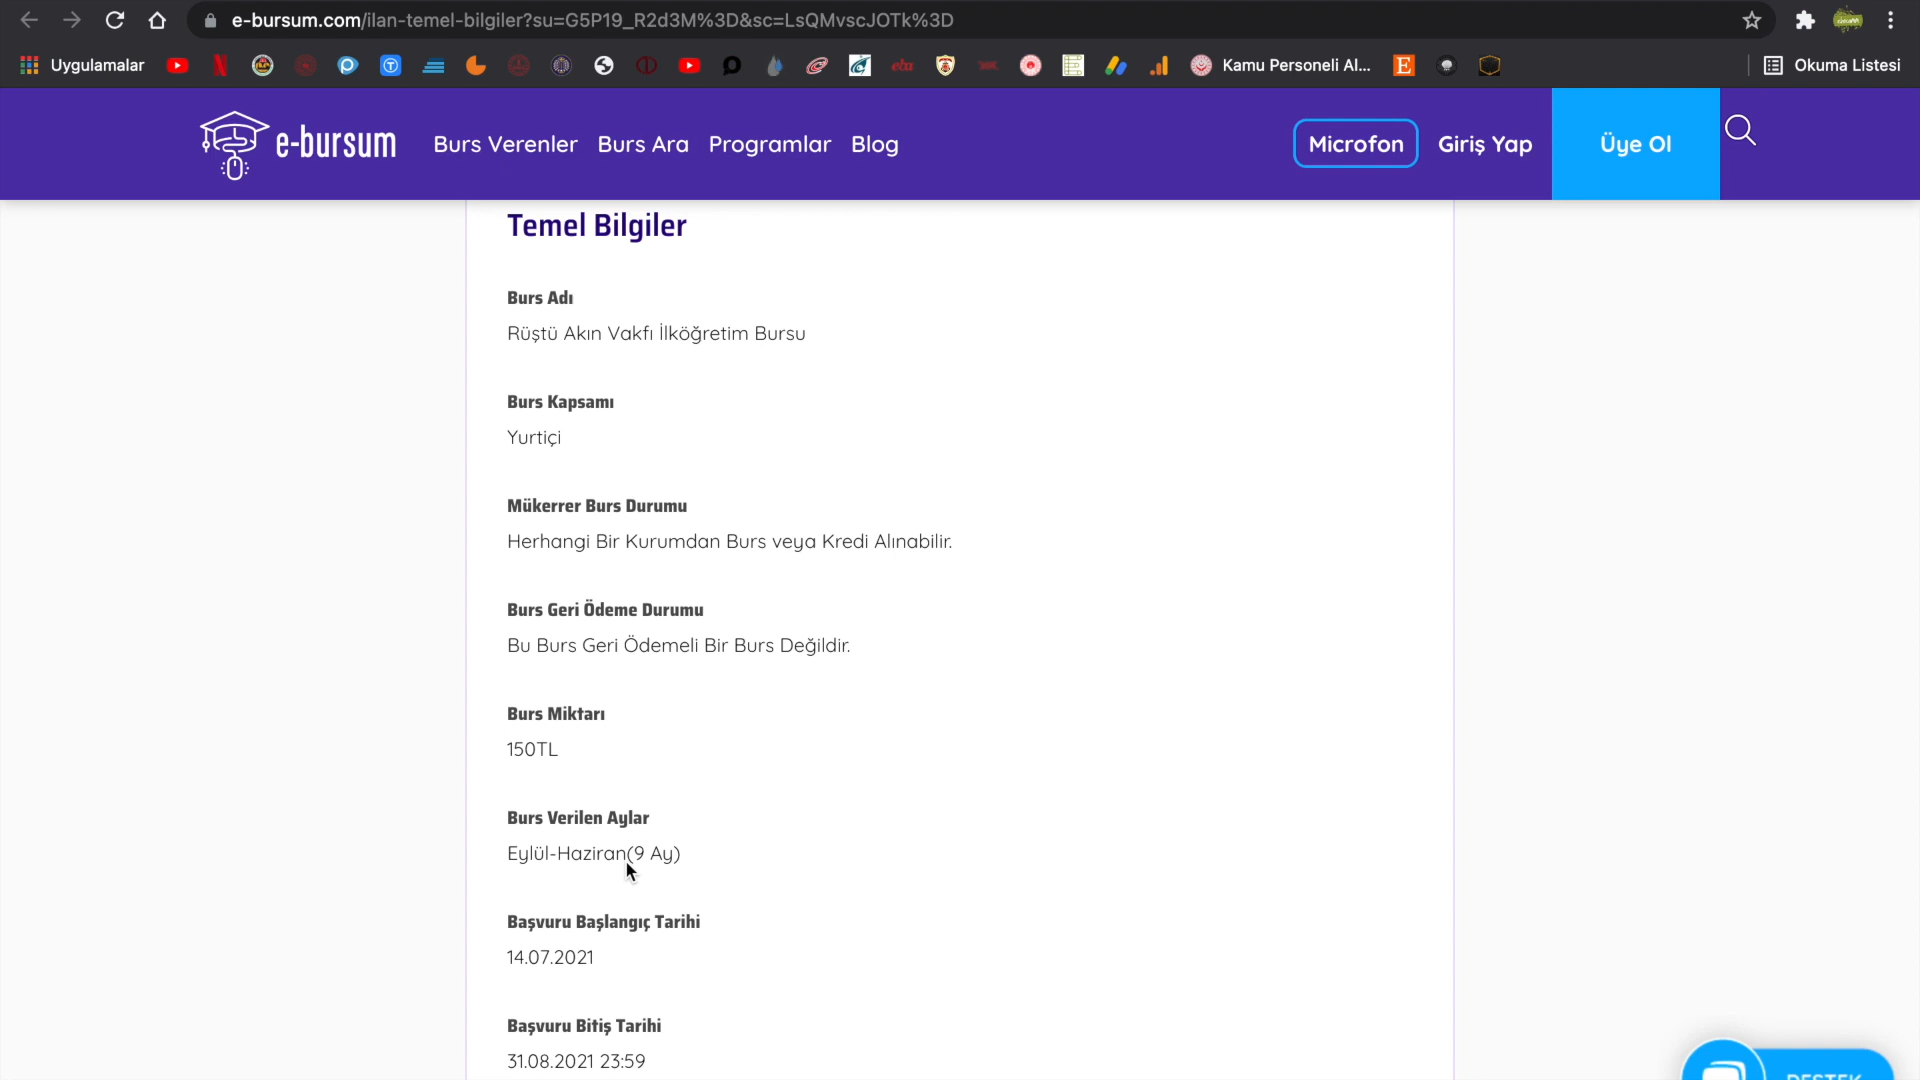 e-bursum.com/ilan-temel-bilgiler?su=G5P19_R2d3M%3D&sc=LsQMvscJOTk%3D
Uygulamalar
Kamu Personeli Al...
Okuma Listesi
e-bursum
Burs Verenler
Burs Ara
Programlar
Blog
Microfon
Giriş Yap
Üye Ol
Temel Bilgiler
Burs Adı
Rüştü Akın Vakfı İlköğretim Bursu
Burs Kapsamı
Yurtiçi
Mükerrer Burs Durumu
Herhangi Bir Kurumdan Burs veya Kredi Alınabilir.
Burs Geri Ödeme Durumu
Bu Burs Geri Ödemeli Bir Burs Değildir.
Burs Miktarı
150TL
Burs Verilen Aylar
Eylül-Haziran(9 Ay)
Başvuru Başlangıç Tarihi
14.07.2021
Başvuru Bitiş Tarihi
31.08.2021 23:59
DESTEK